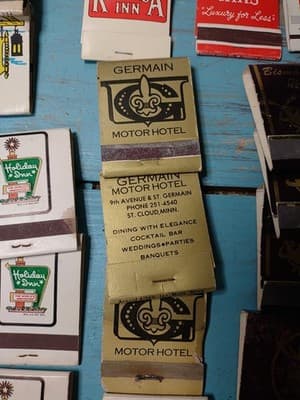 INN
"Luxury for Less"
GERMAIN
MOTOR HOTEL
GERMAIN
MOTOR HOTEL
9th AVENUE & ST. GERMAIN
PHONE 251-4540
ST. CLOUD, MINN.
DINING WITH ELEGANCE
COCKTAIL BAR
WEDDINGS • PARTIES
BANQUETS
MOTOR HOTEL
Holiday
Inn
Holiday
Inn